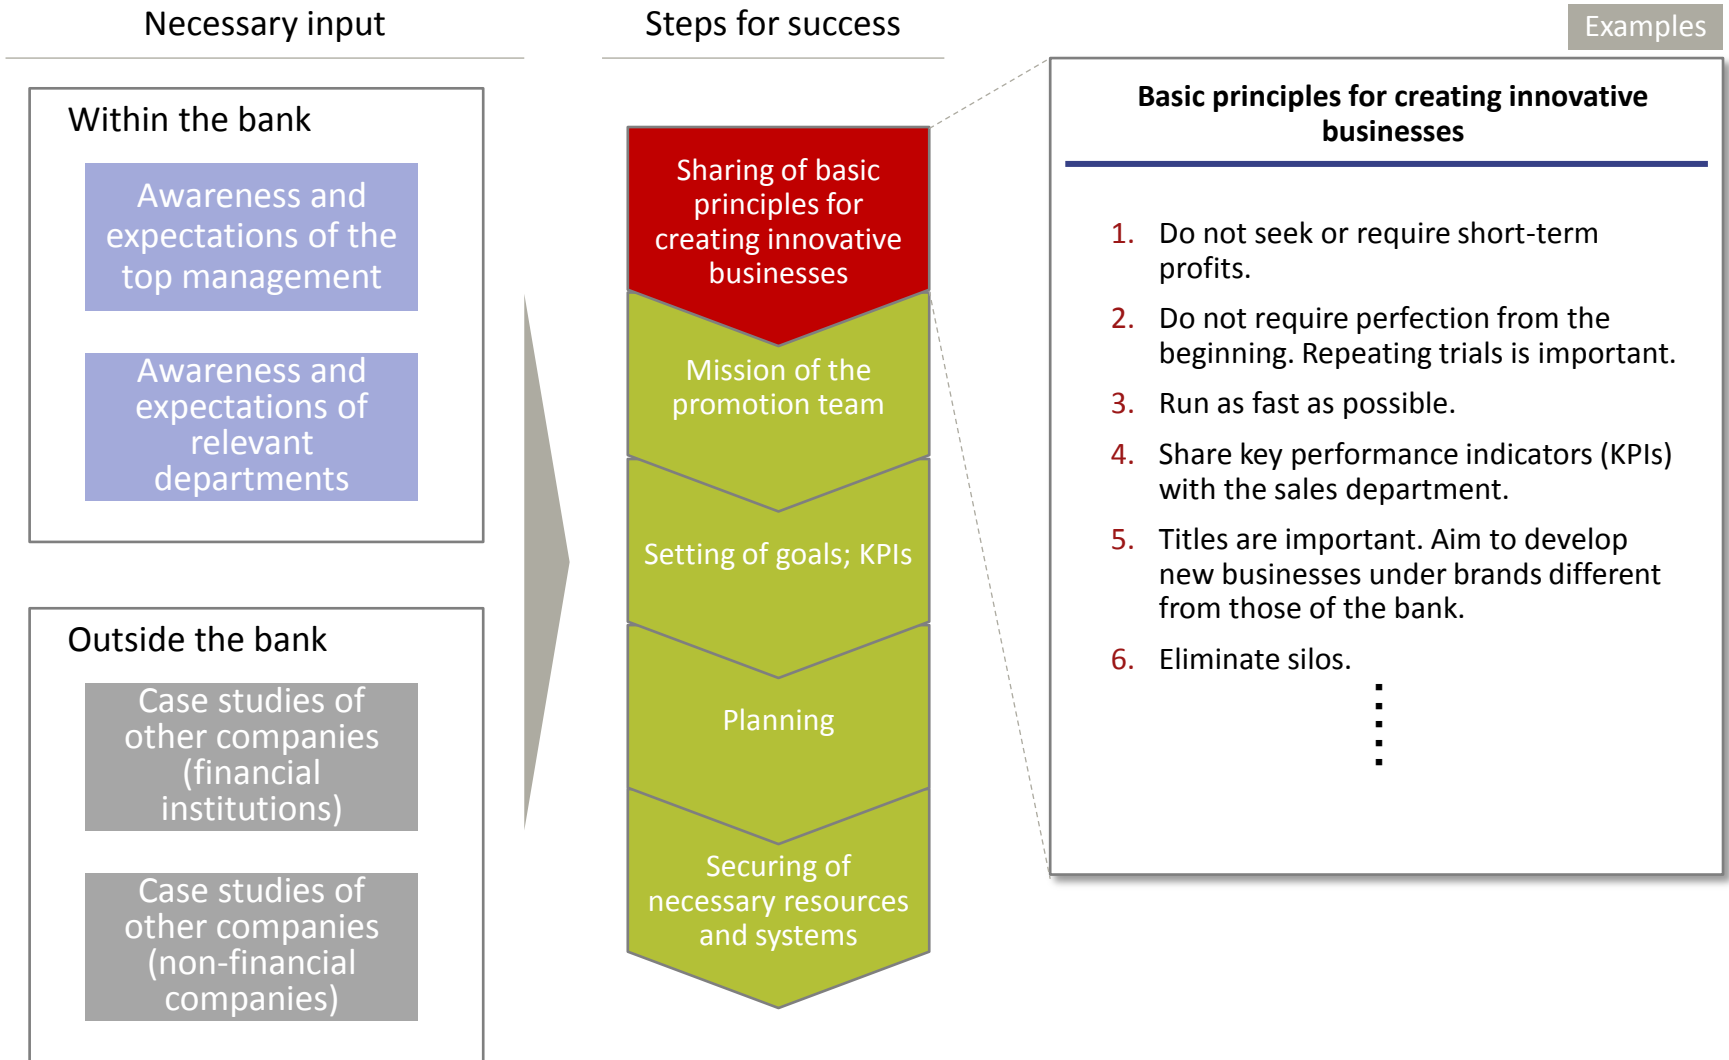 Necessary input
Within the bank
Awareness and
expectations of the
top management
Awareness and
expectations of
relevant
departments
Outside the bank
Case studies of
other companies
(financial
institutions)
Case studies of
other companies
(non-financial
companies)
Steps for success
Sharing of basic
principles for
creating innovative
businesses
Mission of the
promotion team
Setting of goals; KPIs
Planning
Securing of
necessary resources
and systems
Examples
Basic principles for creating innovative
businesses
1. Do not seek or require short-term
profits.
2. Do not require perfection from the
beginning. Repeating trials is important.
3. Run as fast as possible.
4. Share key performance indicators (KPIs)
with the sales department.
5. Titles are important. Aim to develop
new businesses under brands different
from those of the bank.
6. Eliminate silos.